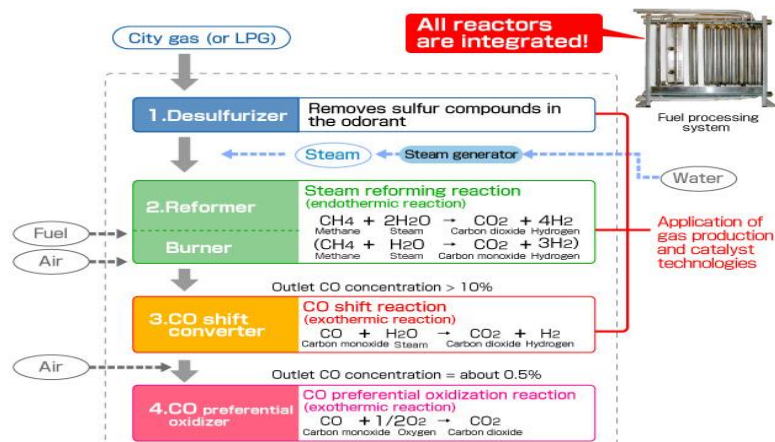 City gas (or LPG)
All reactors
are integrated!
Fuel processing
system
1.Desulfurizer
Removes sulfur compounds in
the odorant
Steam
Steam generator
Water
2.Reformer
Steam reforming reaction
(endothermic reaction)
CH4 + 2H2O → CO2 + 4H2
Methane Steam Carbon dioxide Hydrogen
Fuel
Burner
(CH4 + H2O → CO2 + 3H2)
Methane Steam Carbon monoxide Hydrogen
Air
Application of
gas production
and catalyst
technologies
Outlet CO concentration > 10%
3.CO shift
converter
CO shift reaction
(exothermic reaction)
CO + H2O → CO2 + H2
Carbon monoxide Steam Carbon dioxide Hydrogen
Air
Outlet CO concentration = about 0.5%
4.CO preferential
oxidizer
CO preferential oxidization reaction
(exothermic reaction)
CO +1/2O2 → CO2
Carbon monoxide Oxygen Carbon dioxide